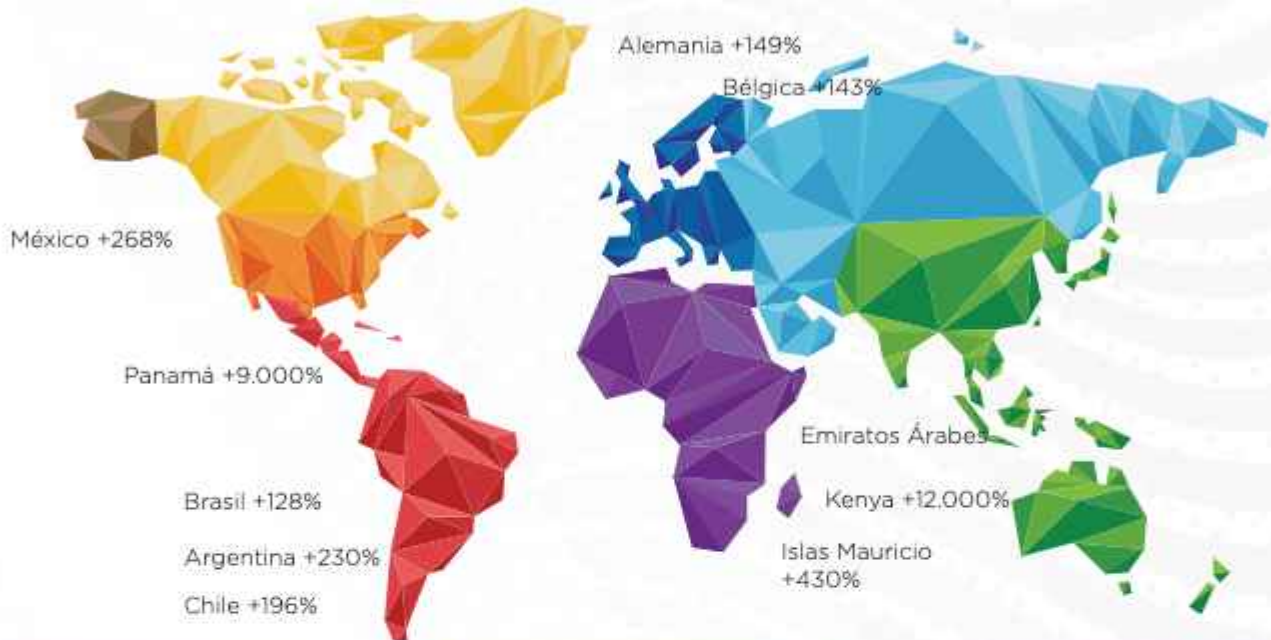 Alemania +149%
Bélgica +143%
México +268%
Panamá +9.000%
Emiratos Árabes
Brasil +128%
Kenya +12.000%
Argentina +230%
Islas Mauricio
+430%
Chile +196%